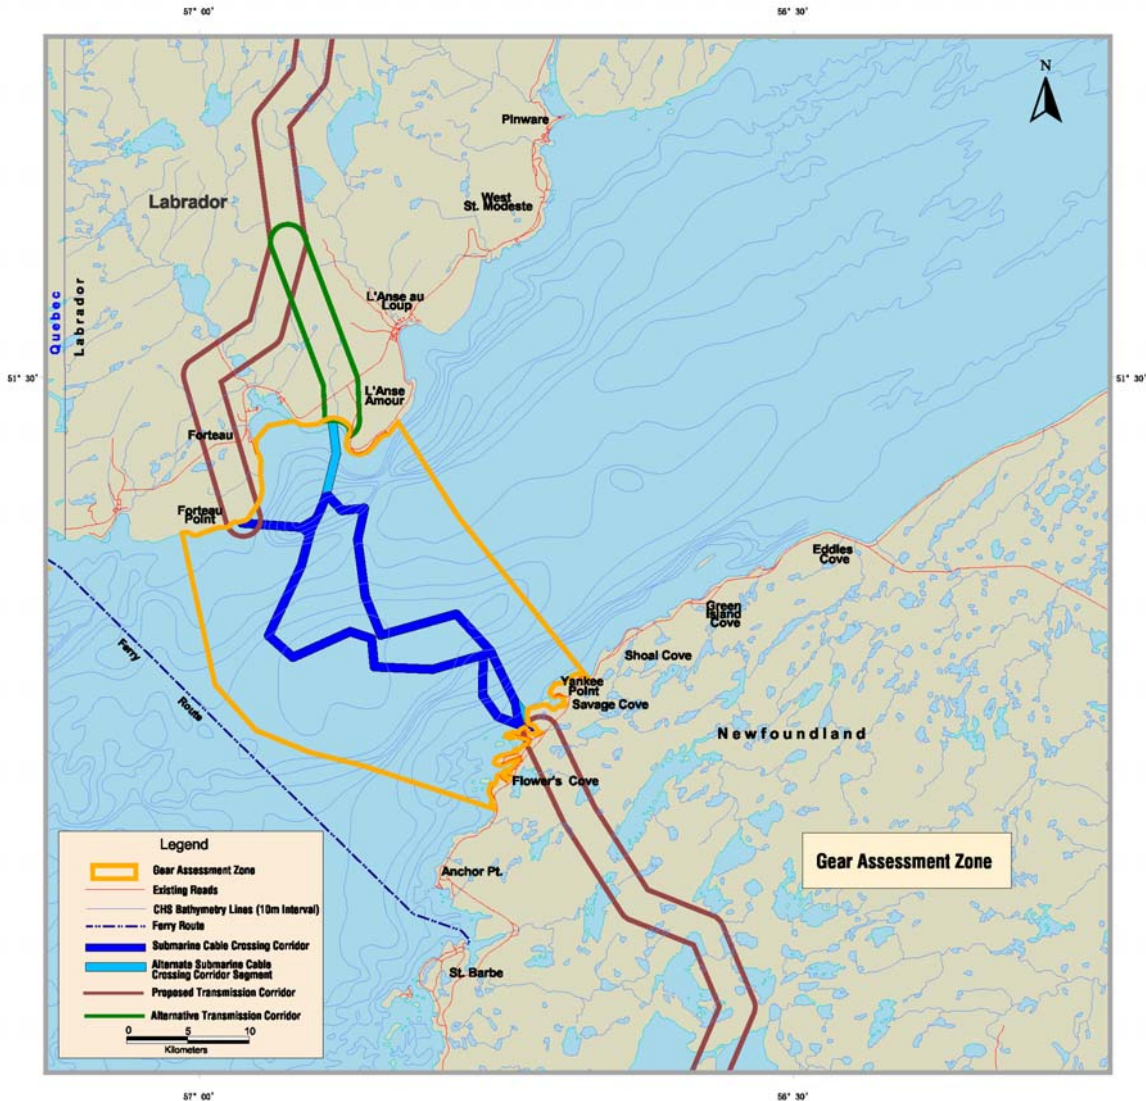 57° 00'
56° 30'
N
Pinware
Labrador
West
St. Modeste
L'Anse au
Loup
Quebec
Labrador
51° 30'
51° 30'
L'Anse
Amour
Forteau
Forteau
Point
Eddies
Cove
Green
Island
Cove
Ferry
Shoal Cove
Yankee
Point
Route
Savage Cove
Newfoundland
Flower's Cove
Legend
Gear Assessment Zone
Existing Roads
CHS Bathymetry Lines (10m Interval)
Ferry Route
Submarine Cable Crossing Corridor
Alternate Submarine Cable
Crossing Corridor Segment
Proposed Transmission Corridor
Alternative Transmission Corridor
0 5 10
Kilometers
Gear Assessment Zone
Anchor Pt.
St. Barbe
57° 00'
56° 30'